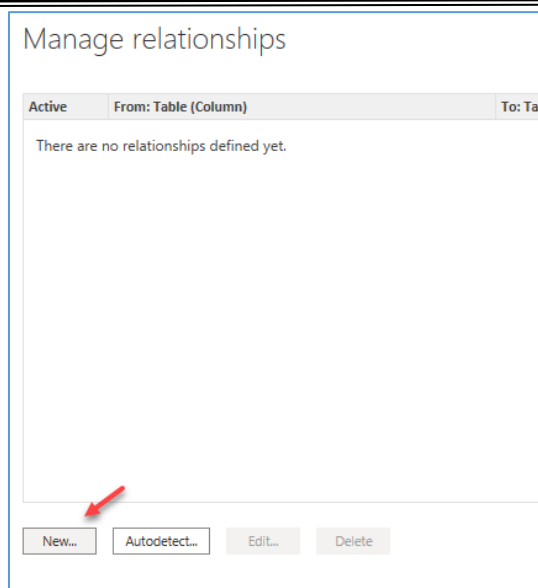 Manage relationships
Active From: Table (Column) To: Ta
There are no relationships defined yet.
New... Autodetect... Edit... Delete